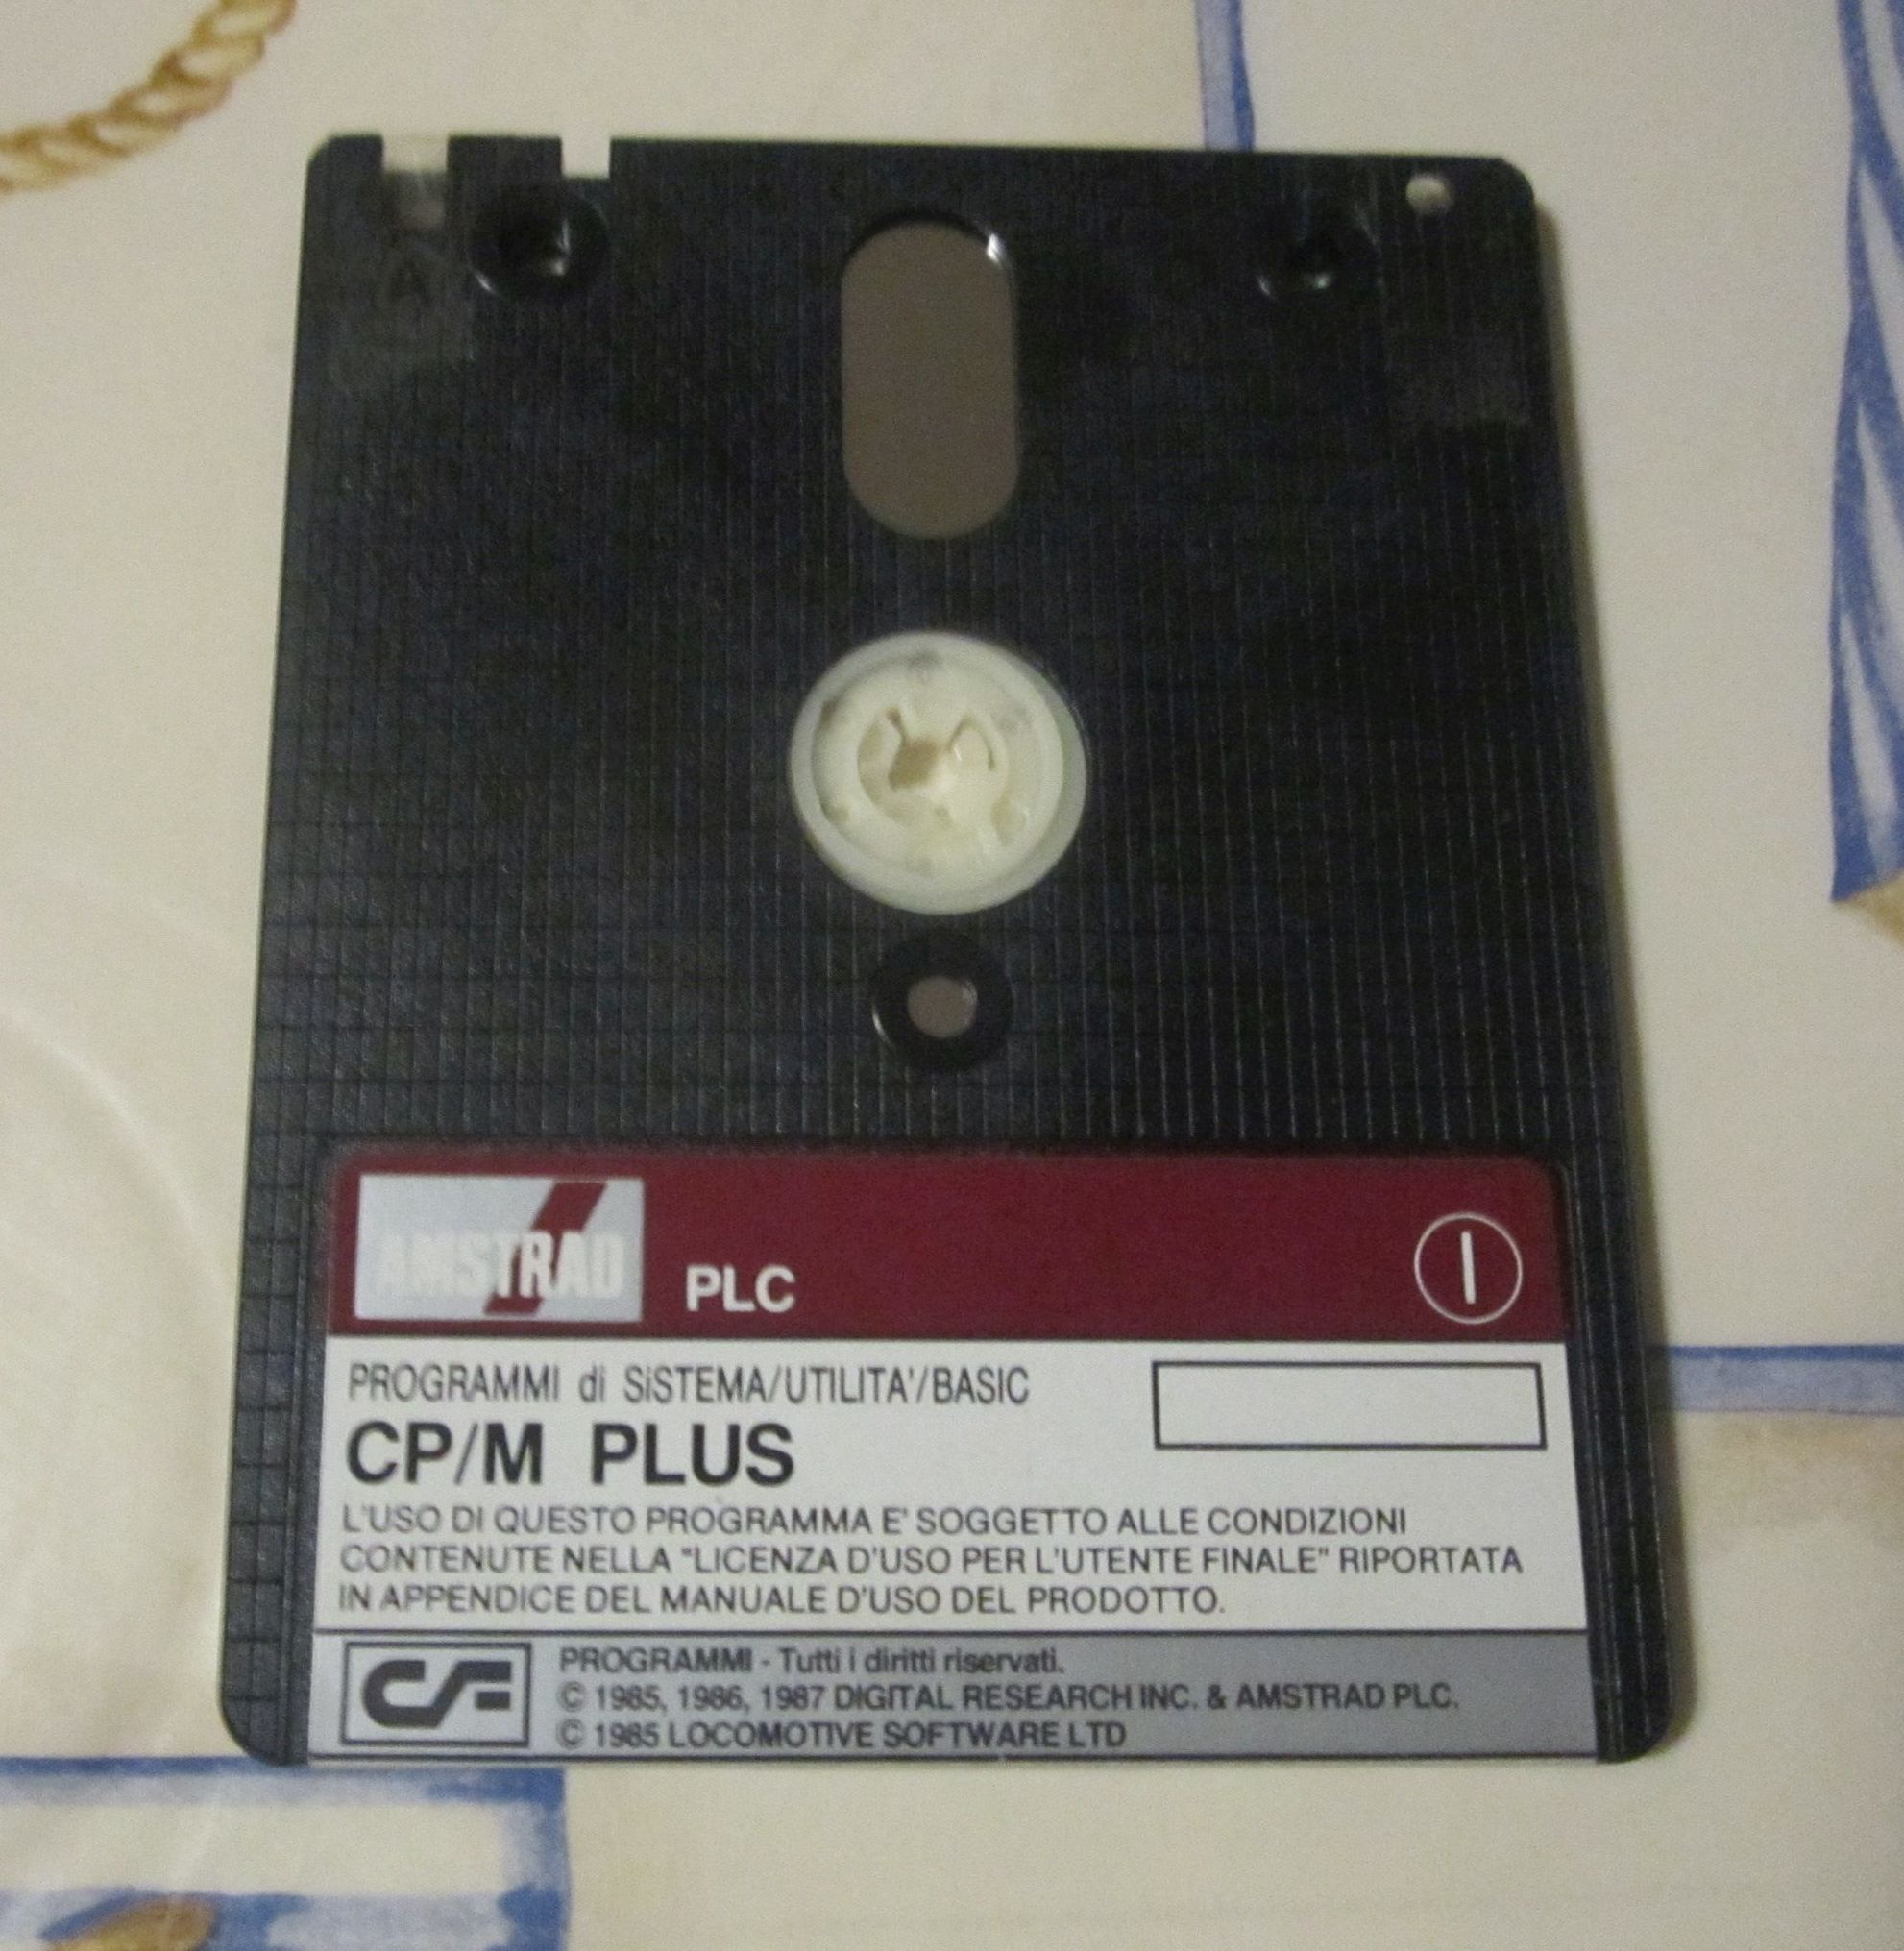 A
AMSTRAD PLC
1
PROGRAMMI di SiSTEMA/UTILITA'/BASIC
CP/M PLUS
L'USO DI QUESTO PROGRAMMA E' SOGGETTO ALLE CONDIZIONI
CONTENUTE NELLA "LICENZA D'USO PER L'UTENTE FINALE" RIPORTATA
IN APPENDICE DEL MANUALE D'USO DEL PRODOTTO.
CF
PROGRAMMI - Tutti i diritti riservati.
© 1985, 1986, 1987 DIGITAL RESEARCH INC. & AMSTRAD PLC.
© 1985 LOCOMOTIVE SOFTWARE LTD